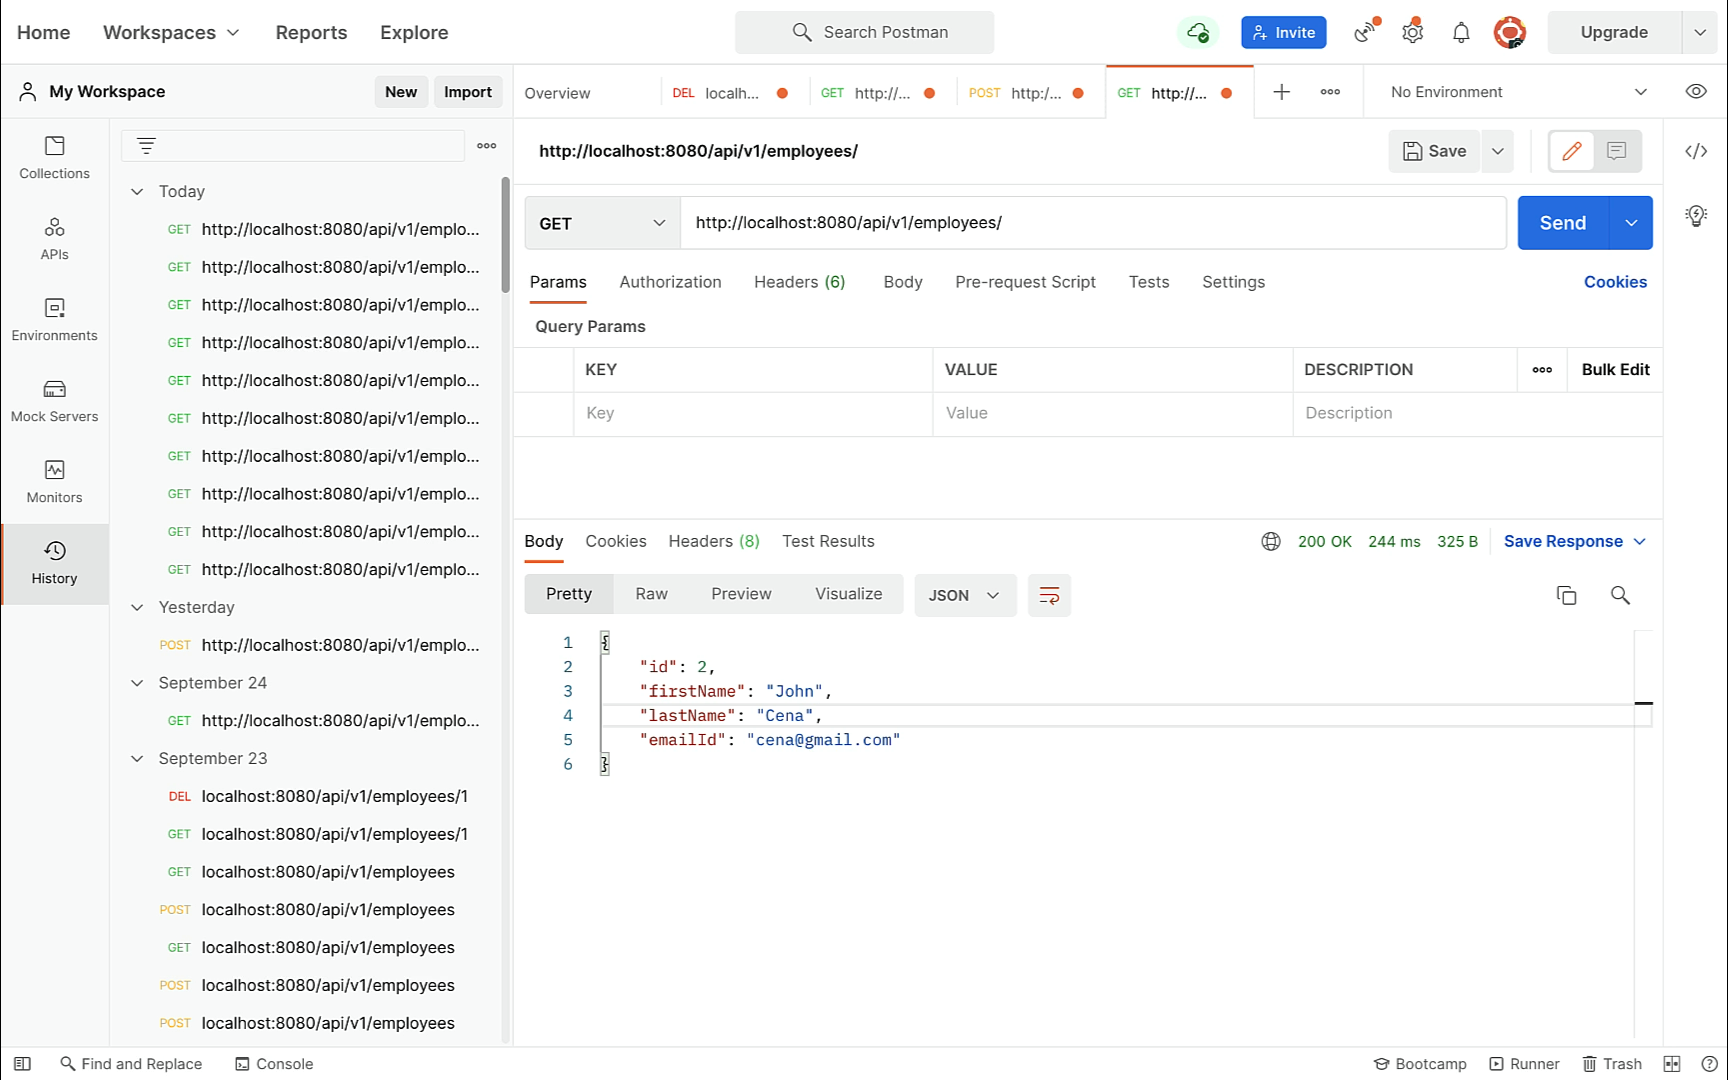 Home Workspaces Reports Explore Search Postman Invite Upgrade
My Workspace New Import Overview DEL localh... GET http://... POST http:/... GET http://... No Environment
http://localhost:8080/api/v1/employees/ Save
GET http://localhost:8080/api/v1/employees/ Send
Params Authorization Headers (6) Body Pre-request Script Tests Settings Cookies
Query Params
KEY VALUE DESCRIPTION Bulk Edit
Key Value Description
Body Cookies Headers (8) Test Results 200 OK 244 ms 325 B Save Response
Pretty Raw Preview Visualize JSON
1 {
2 "id": 2,
3 "firstName": "John",
4 "lastName": "Cena",
5 "emailId": "cena@gmail.com"
6 }
Collections
APIs
Environments
Mock Servers
Monitors
History
Today
GET http://localhost:8080/api/v1/emplo...
GET http://localhost:8080/api/v1/emplo...
GET http://localhost:8080/api/v1/emplo...
GET http://localhost:8080/api/v1/emplo...
GET http://localhost:8080/api/v1/emplo...
GET http://localhost:8080/api/v1/emplo...
GET http://localhost:8080/api/v1/emplo...
GET http://localhost:8080/api/v1/emplo...
GET http://localhost:8080/api/v1/emplo...
GET http://localhost:8080/api/v1/emplo...
Yesterday
POST http://localhost:8080/api/v1/emplo...
September 24
GET http://localhost:8080/api/v1/emplo...
September 23
DEL localhost:8080/api/v1/employees/1
GET localhost:8080/api/v1/employees/1
GET localhost:8080/api/v1/employees
POST localhost:8080/api/v1/employees
GET localhost:8080/api/v1/employees
POST localhost:8080/api/v1/employees
POST localhost:8080/api/v1/employees
Find and Replace Console Bootcamp Runner Trash